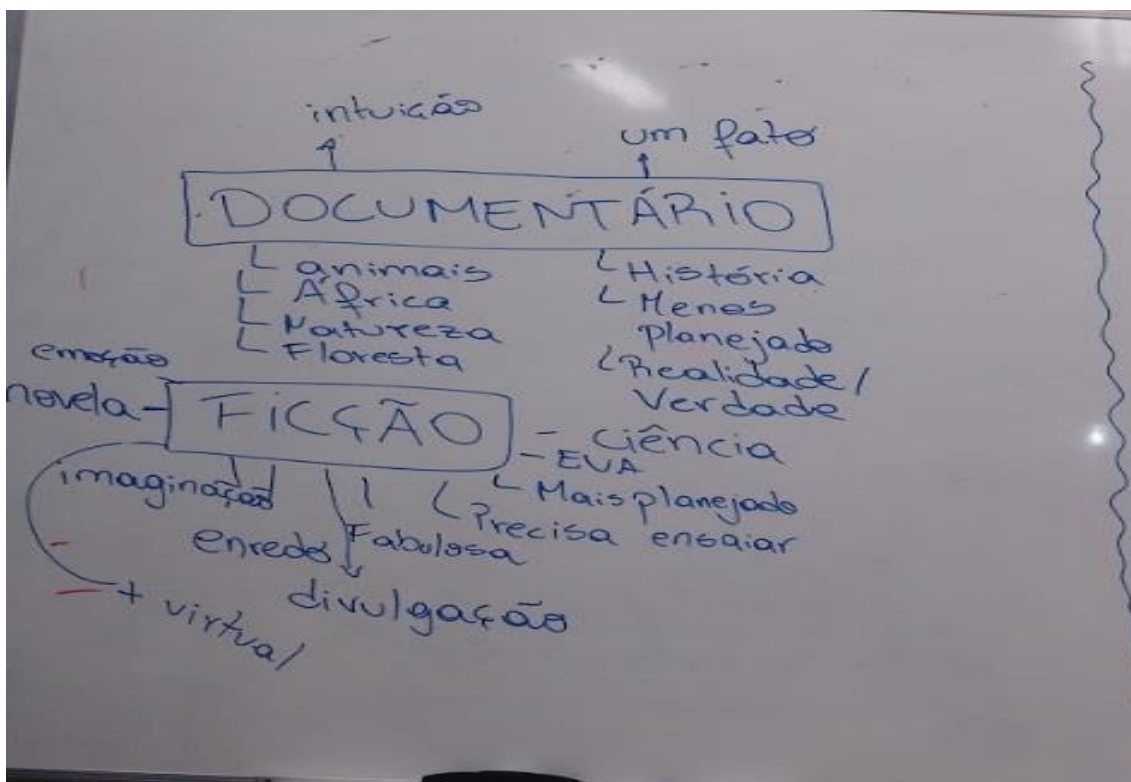 intuição
um fato
DOCUMENTÁRIO
animais
África
Natureza
Floresta
História
Menos
Planejado
Realidade/
Verdade
emoção
novela
FICÇÃO
- Ciência
- EVA
Mais planejado
Precisa ensaiar
imaginação
enredo
Fabulosa
divulgação
+ virtual